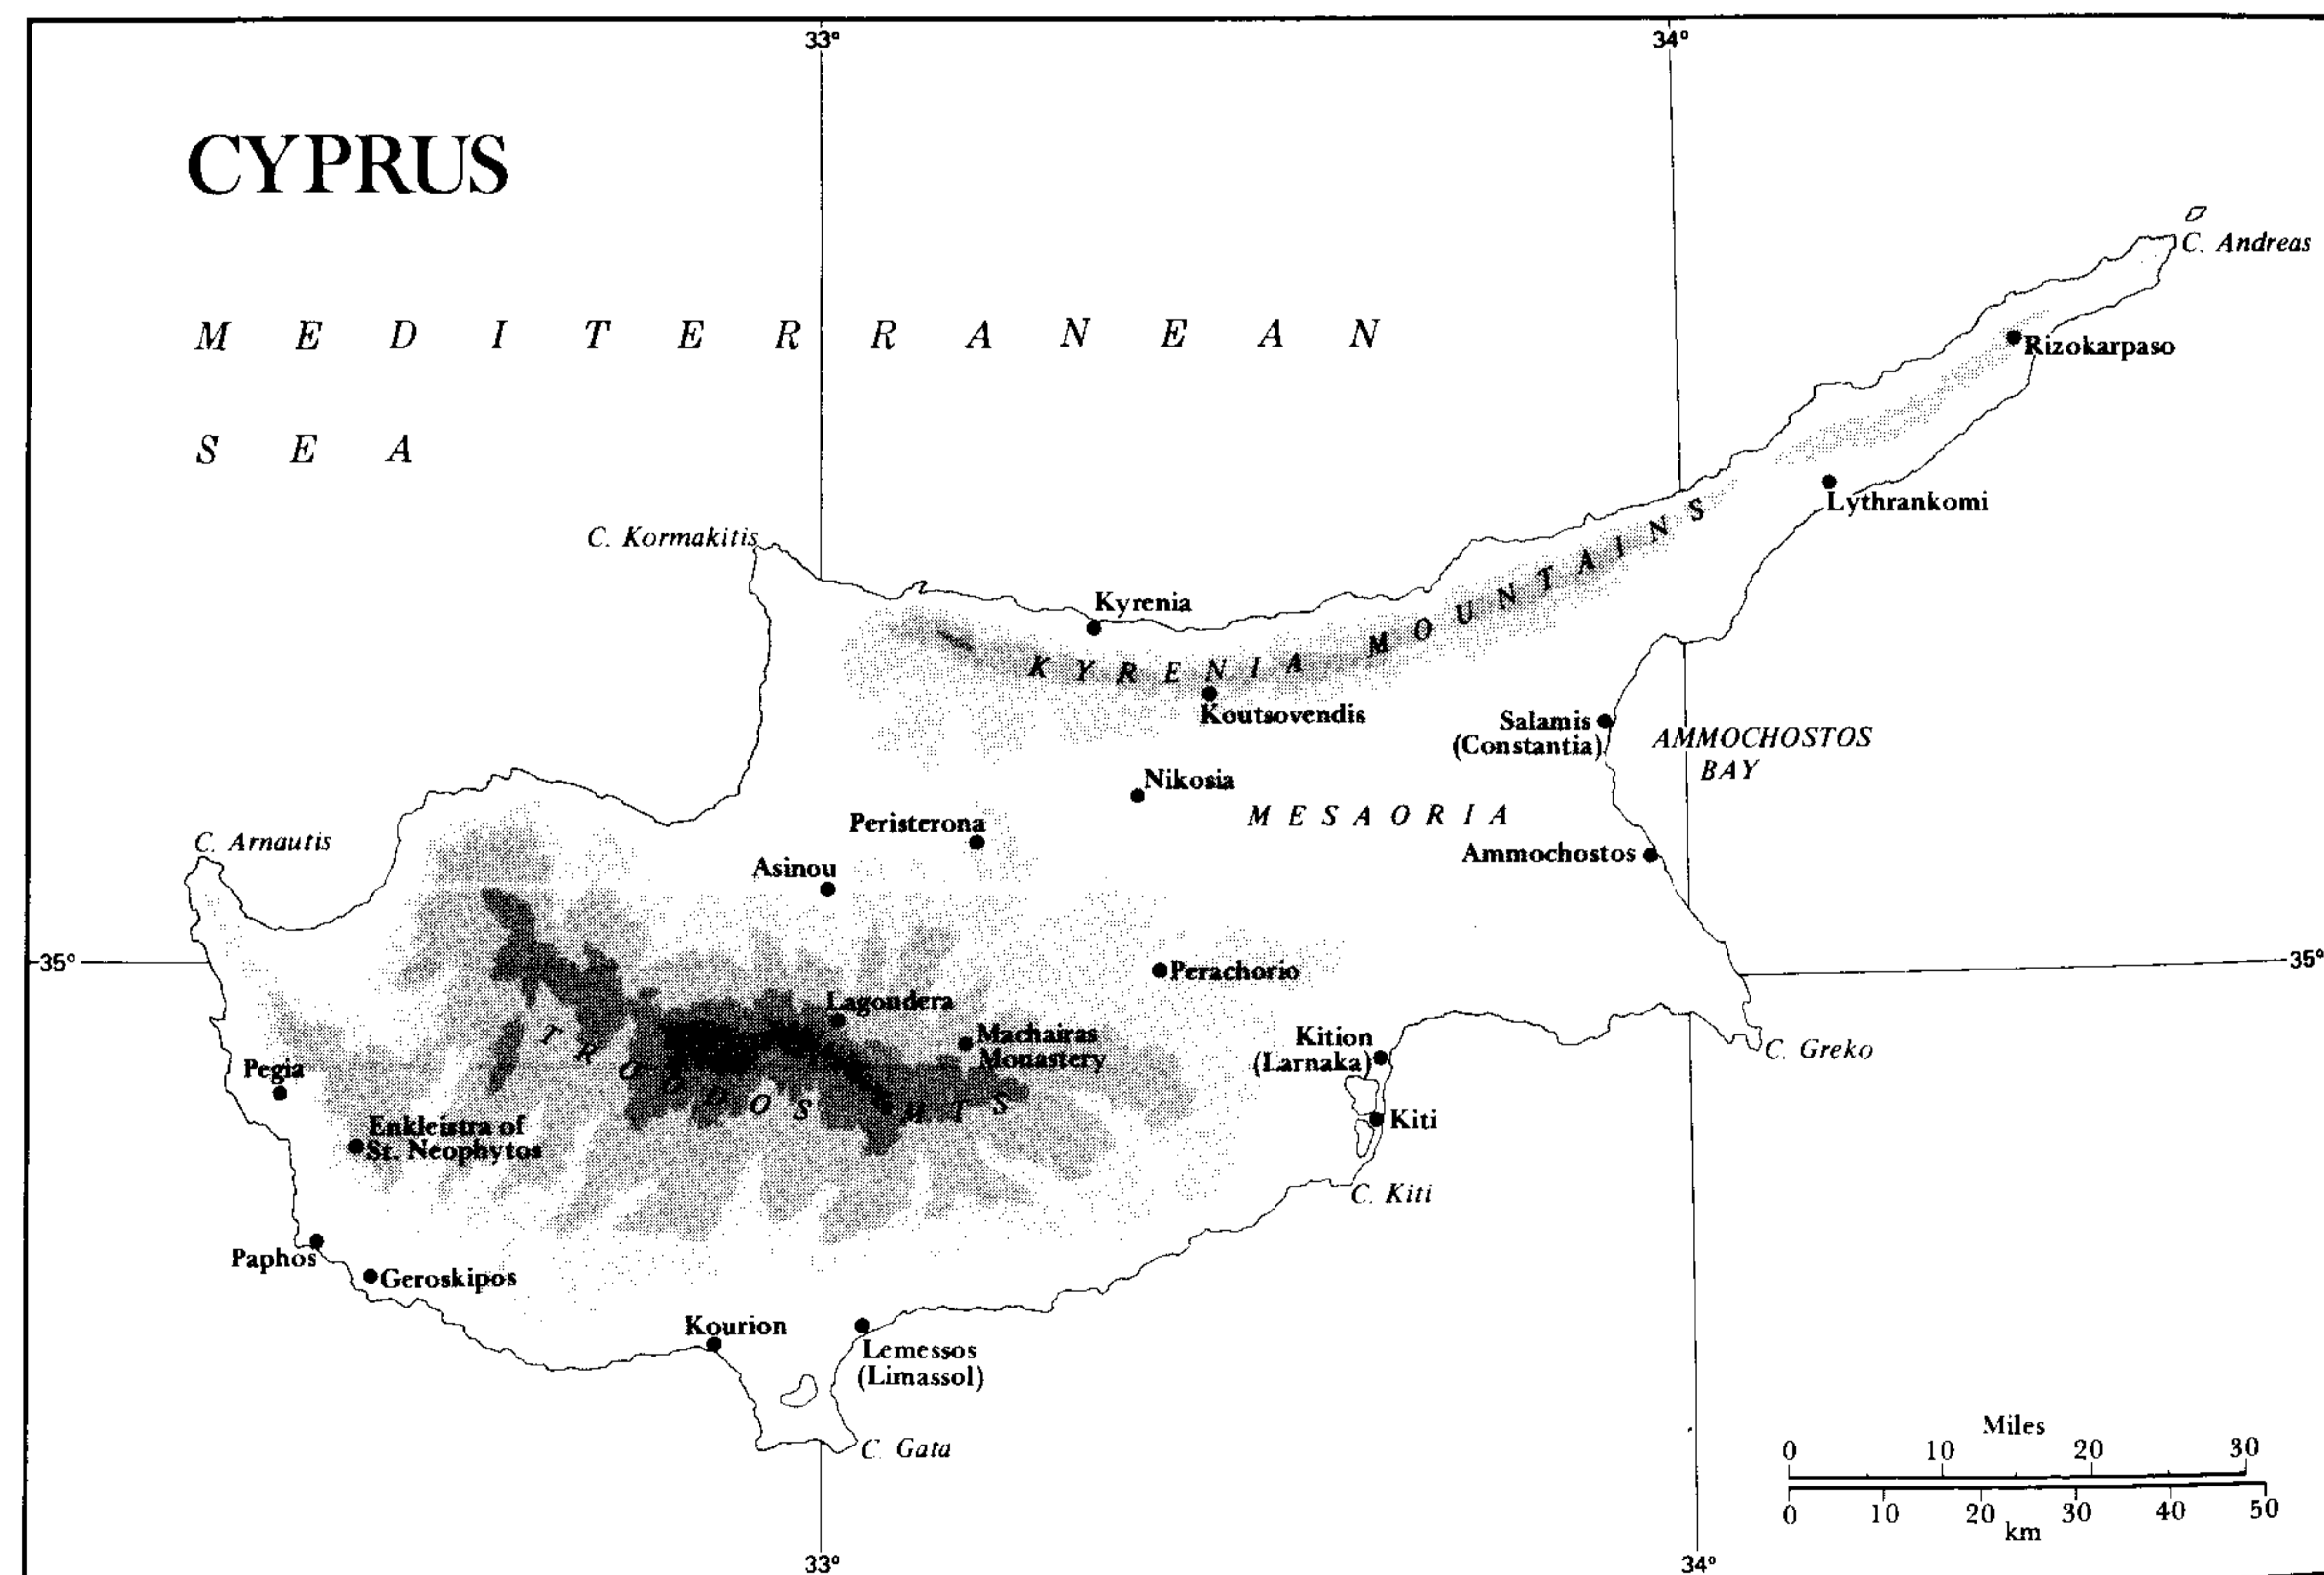 33°
34°
CYPRUS
C. Andreas
MEDITERRANEAN
Rizokarpaso
SEA
Lythrankomi
C. Kormakitis
KYRENIA MOUNTAINS
Kyrenia
Koutsovendis
Salamis
(Constantia)
AMMOCHOSTOS
BAY
Nikosia
MESAORIA
Peristerona
C. Arnautis
Ammochostos
Asinou
35°
35°
Perachorio
Lagondera
Machairas
Monastery
Kition
(Larnaka)
C. Greko
TRODDOS MTS
Pegia
Kiti
Enkleistra of
St. Neophytos
C. Kiti
Paphos
Geroskipos
Kourion
Lemessos
(Limassol)
C. Gata
Miles
0 10 20 30
0 10 20 30 40 50
km
33°
34°